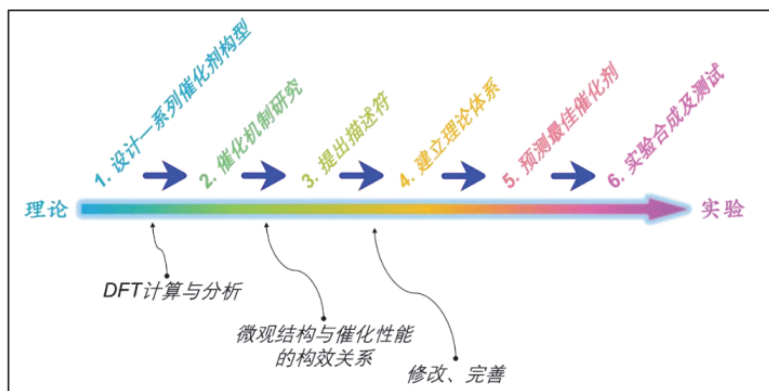 1. 设计一系列催化剂构型
2. 催化机制研究
3. 提出描述符
4. 建立理论体系
5. 预测最佳催化剂
6. 实验合成及测试
理论
实验
DFT计算与分析
微观结构与催化性能
的构效关系
修改、完善